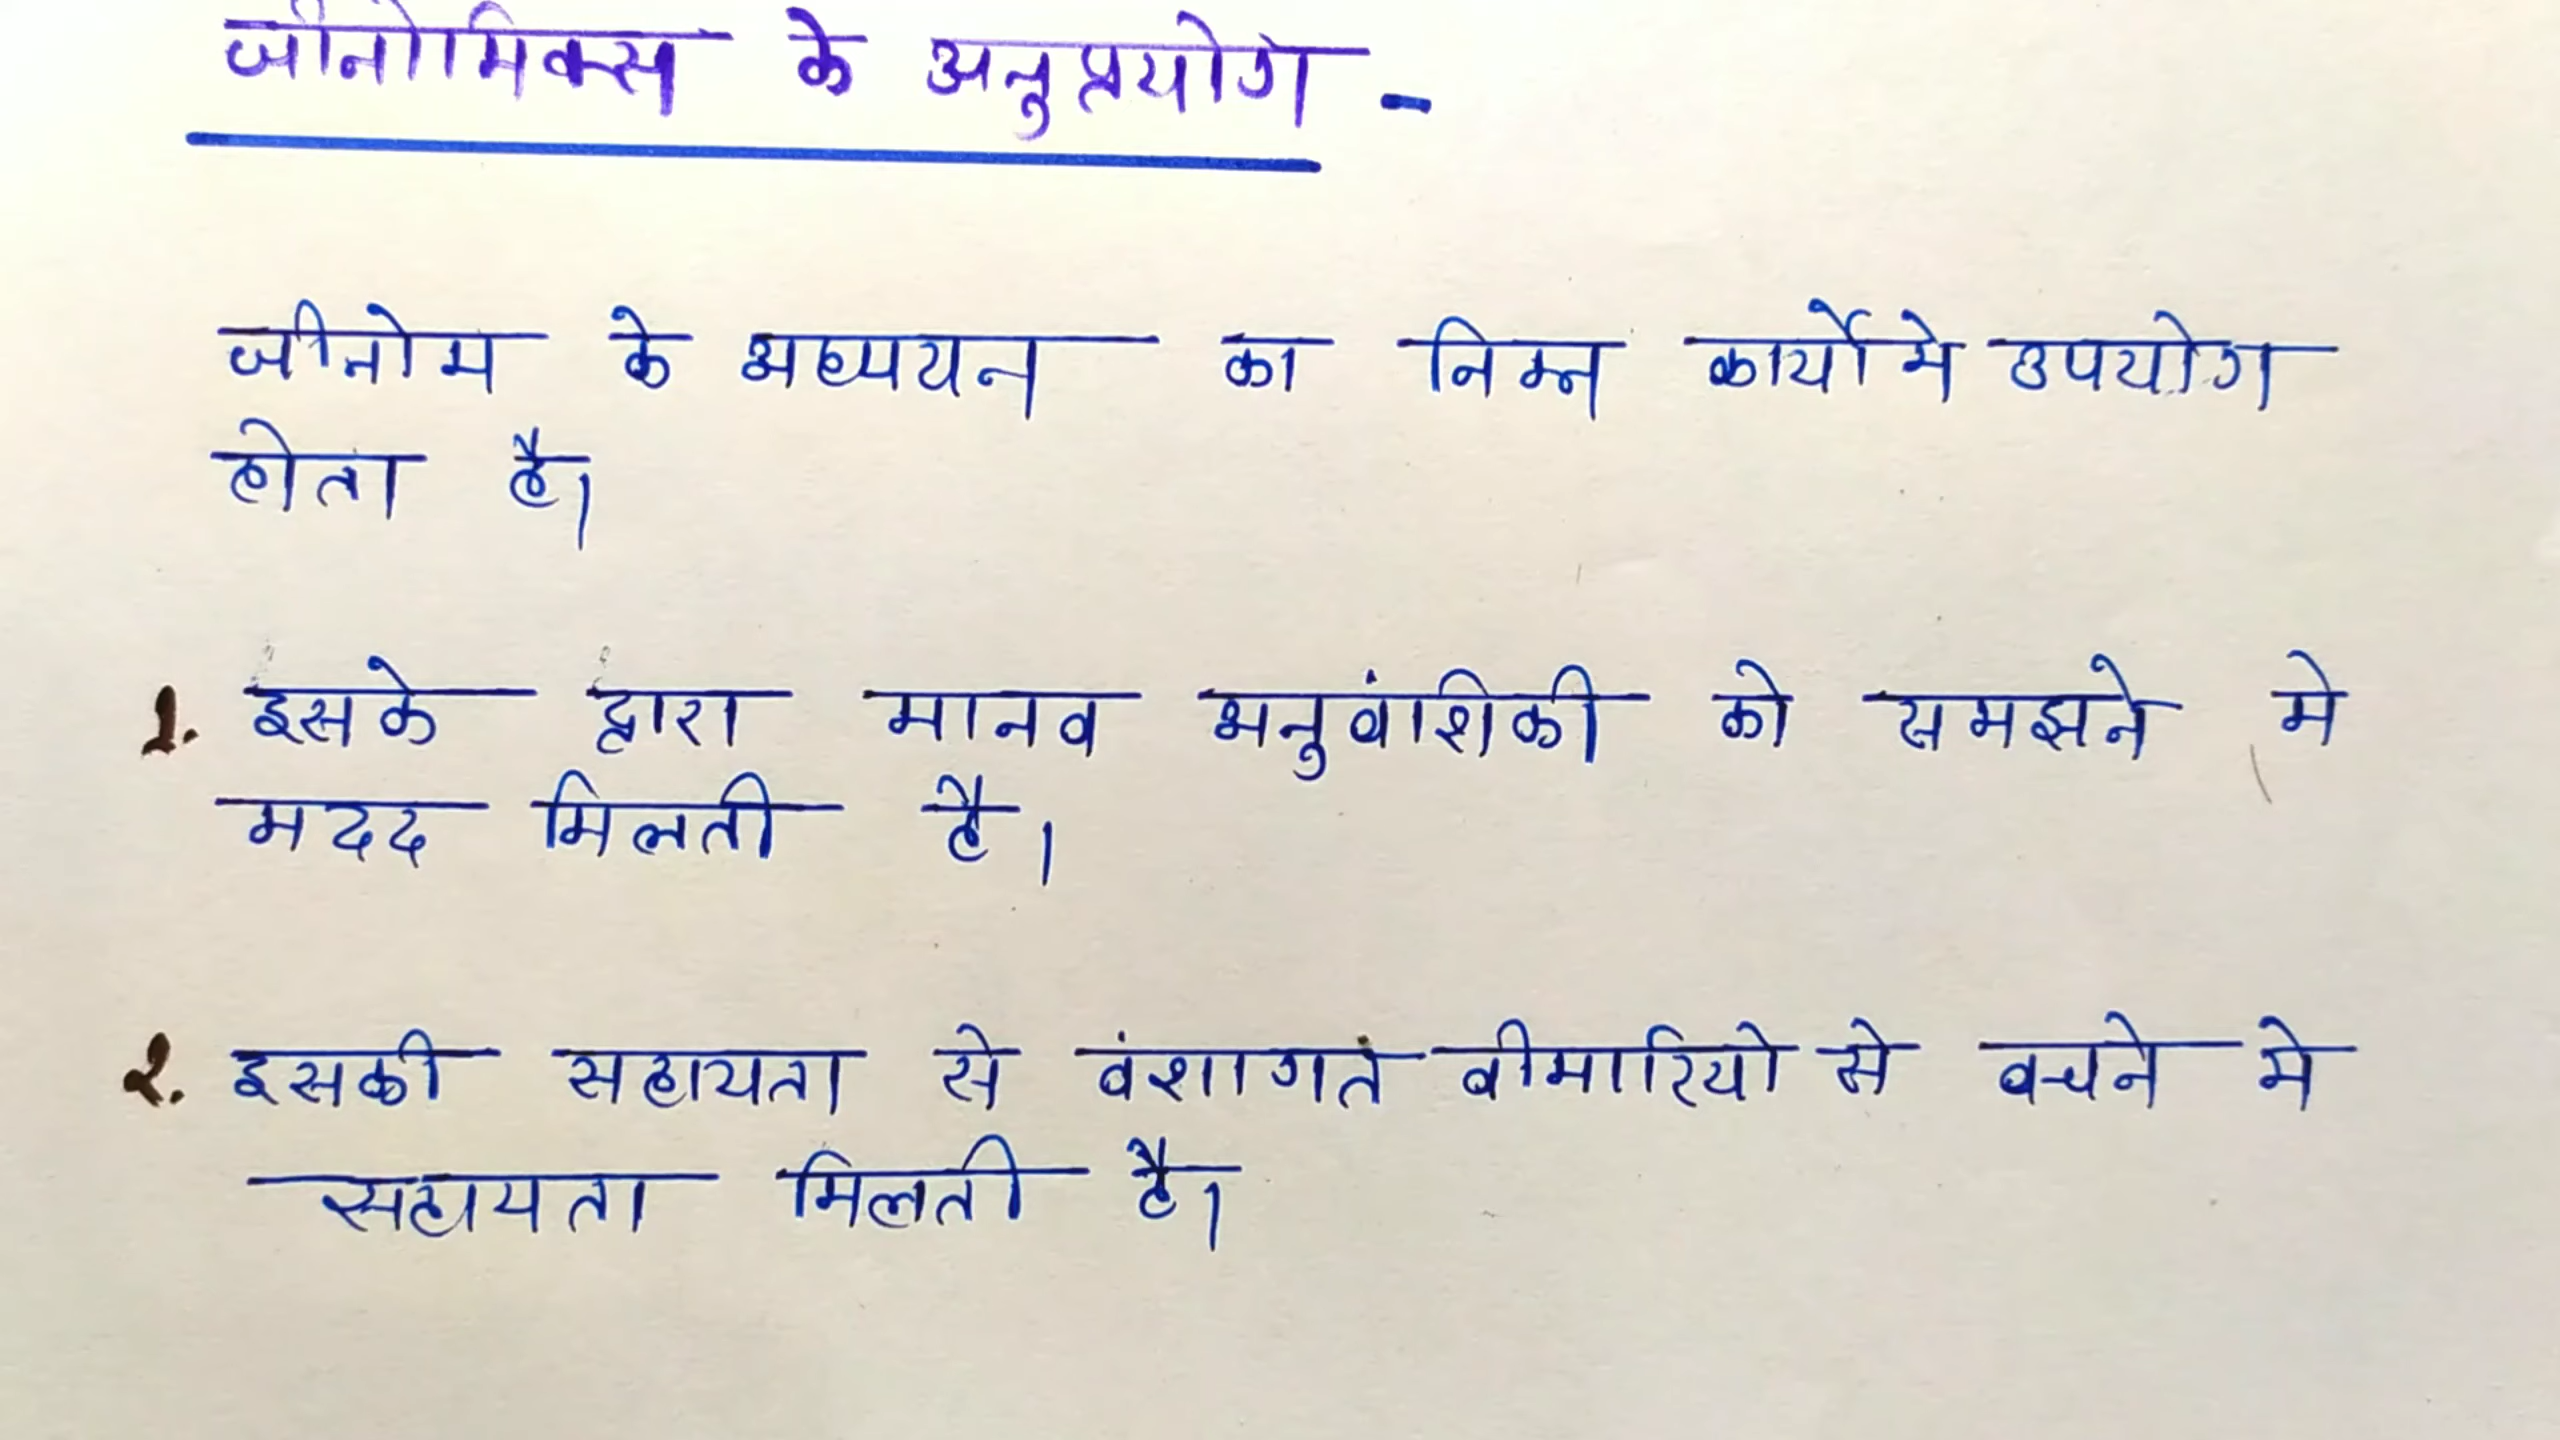 जीनोमिक्स के अनुप्रयोग -
जीनोम के अध्ययन का निम्न कार्यो मे उपयोग
होता है।
1. इसके द्वारा मानव अनुवांशिकी को समझने मे
मदद मिलती है।
2. इसकी सहायता से वंशागत बीमारियो से बचने मे
सहायता मिलती है।